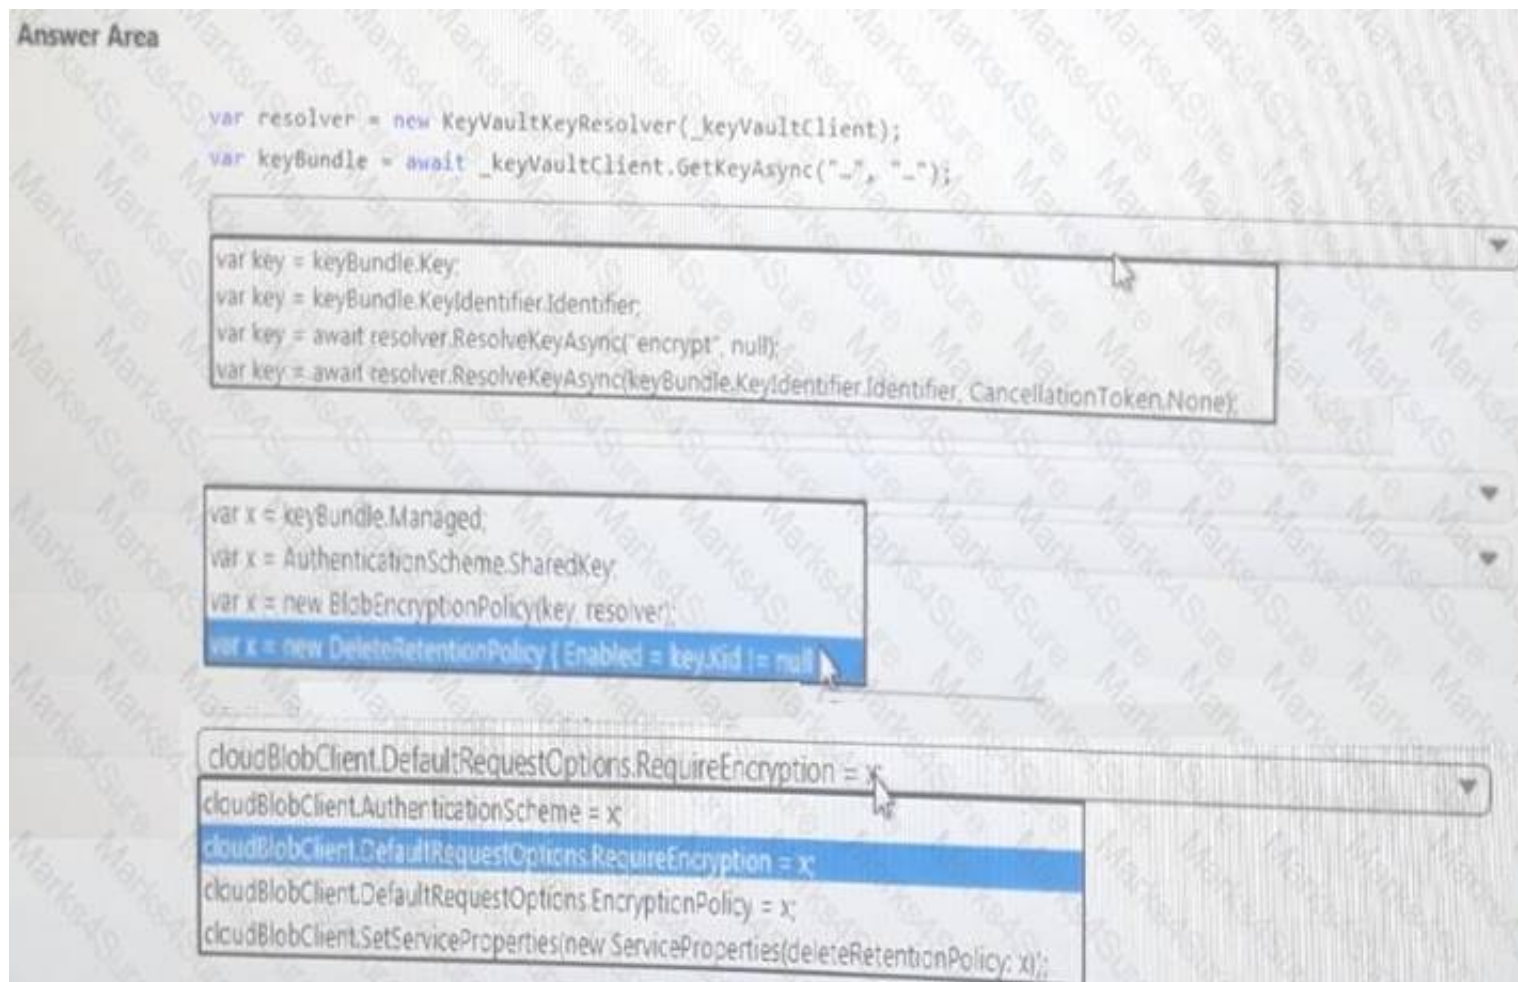 Answer Area
var resolver = new KeyVaultKeyResolver(_keyVaultClient);
var keyBundle = await _keyVaultClient.GetKeyAsync("…", "…");
var key = keyBundle.Key;
var key = keyBundle.KeyIdentifier.Identifier;
var key = await resolver.ResolveKeyAsync("encrypt", null);
var key = await resolver.ResolveKeyAsync(keyBundle.KeyIdentifier.Identifier, CancellationToken.None);
var x = keyBundle.Managed;
var x = AuthenticationScheme.SharedKey;
var x = new BlobEncryptionPolicy(key, resolver);
var x = new DeleteRetentionPolicy { Enabled = key.Kid != null
cloudBlobClient.DefaultRequestOptions.RequireEncryption = x;
cloudBlobClient.AuthenticationScheme = x;
cloudBlobClient.DefaultRequestOptions.RequireEncryption = x;
cloudBlobClient.DefaultRequestOptions.EncryptionPolicy = x;
cloudBlobClient.SetServiceProperties(new ServiceProperties(deleteRetentionPolicy: x));
Marks4Sure